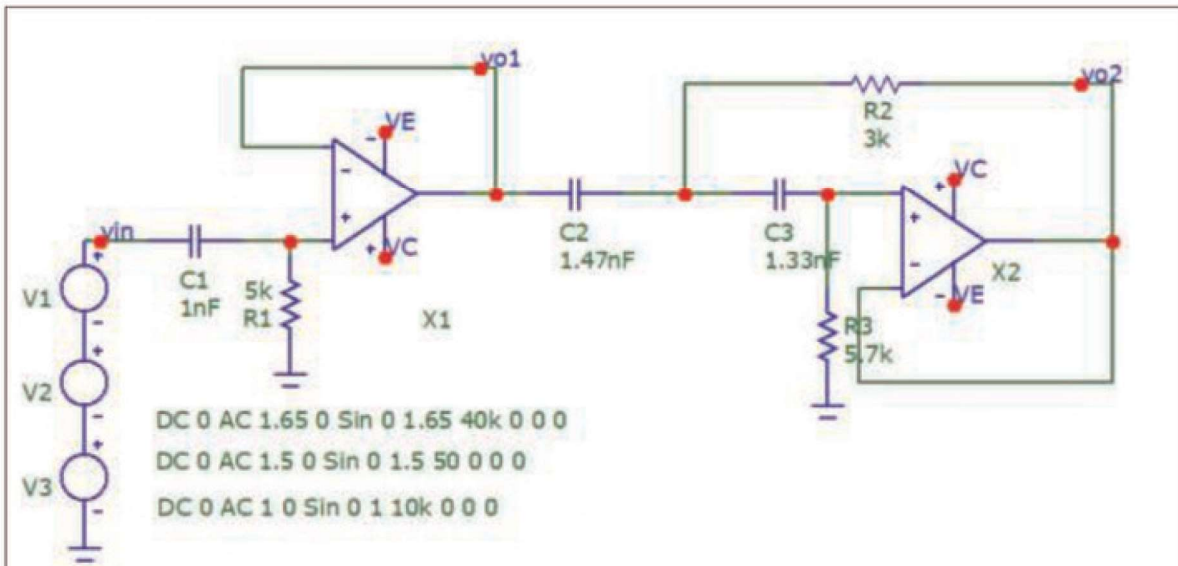 vo1
vo2
R2
3k
VE
VC
-
-
+
+
VC
C2
1.47nF
C3
1.33nF
+
+
-
-
VE
X2
vin
C1
1nF
5k
R1
X1
R3
5.7k
V1
+
-
V2
+
-
V3
+
-
DC 0 AC 1.65 0 Sin 0 1.65 40k 0 0 0
DC 0 AC 1.5 0 Sin 0 1.5 50 0 0 0
DC 0 AC 1 0 Sin 0 1 10k 0 0 0